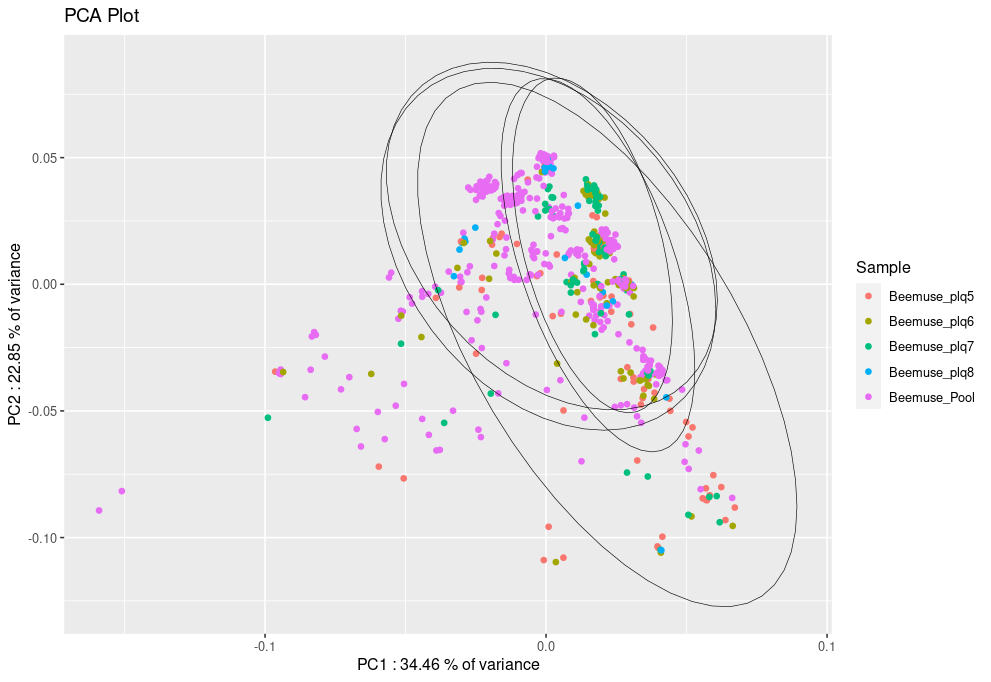 PCA Plot
0.05
0.00
-0.05
-0.10
PC2 : 22.85 % of variance
-0.1
0.0
0.1
PC1 : 34.46 % of variance
Sample
Beemuse_plq5
Beemuse_plq6
Beemuse_plq7
Beemuse_plq8
Beemuse_Pool